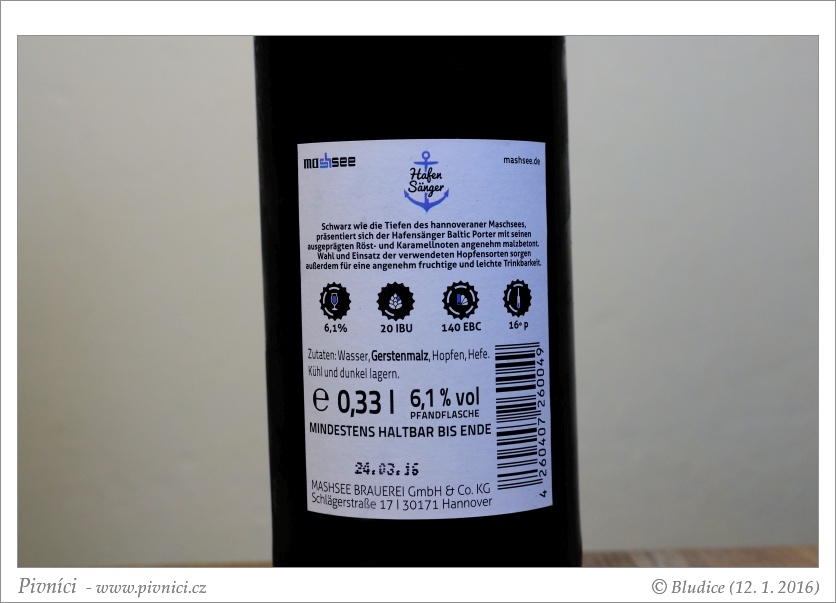 mashsee
Hafen
Sänger
mashsee.de
Schwarz wie die Tiefen des hannoveraner Maschsees,
präsentiert sich der Hafensänger Baltic Porter mit seinen
ausgeprägten Röst- und Karamellnoten angenehm malzbetont.
Wahl und Einsatz der verwendeten Hopfensorten sorgen
außerdem für eine angenehm fruchtige und leichte Trinkbarkeit.
6,1% 20 IBU 140 EBC 16° p
Zutaten: Wasser, Gerstenmalz, Hopfen, Hefe.
Kühl und dunkel lagern.
e 0,33 l 6,1 % vol
PFANDFLASCHE
MINDESTENS HALTBAR BIS ENDE
24.03.16
MASHSEE BRAUEREI GmbH & Co. KG
Schlägerstraße 17 | 30171 Hannover
4 260407 260049
Pivníci - www.pivnici.cz
© Bludice (12. 1. 2016)